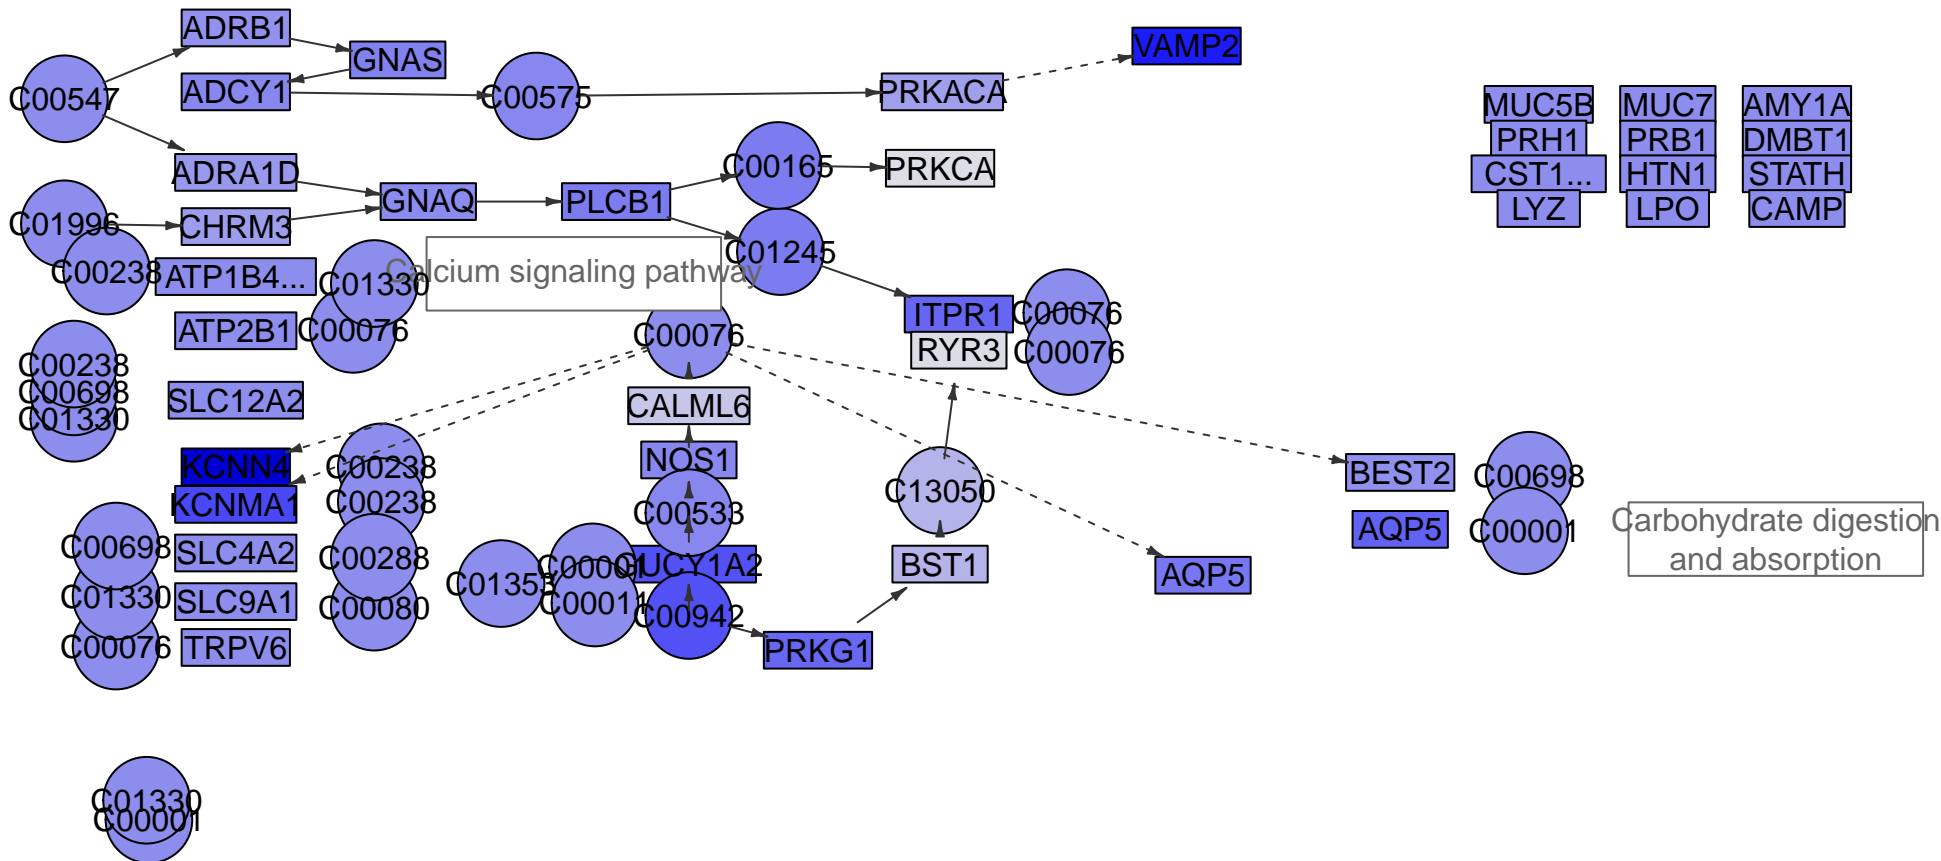 ADRB1
GNAS
VAMP2
C00547
ADCY1
C00575
PRKACA
MUC5B
MUC7
AMY1A
PRH1
PRB1
DMBT1
CST1...
HTN1
STATH
LYZ
LPO
CAMP
ADRA1D
C00165
PRKCA
GNAQ
PLCB1
C01996
CHRM3
C01245
C00238
ATP1B4...
C01330
Calcium signaling pathway
ATP2B1
C00076
C00076
ITPR1
C00076
RYR3
C00076
C00238
C00698
C01330
SLC12A2
CALML6
KCNN4
C00238
NOS1
KCNMA1
C00238
C00533
C13050
BEST2
C00698
AQP5
C00001
Carbohydrate digestion
and absorption
C00698
SLC4A2
C00288
C01353
C00001
GUCY1A2
BST1
AQP5
C01330
SLC9A1
C00080
C00011
C00942
C00076
TRPV6
PRKG1
C01330
C00001